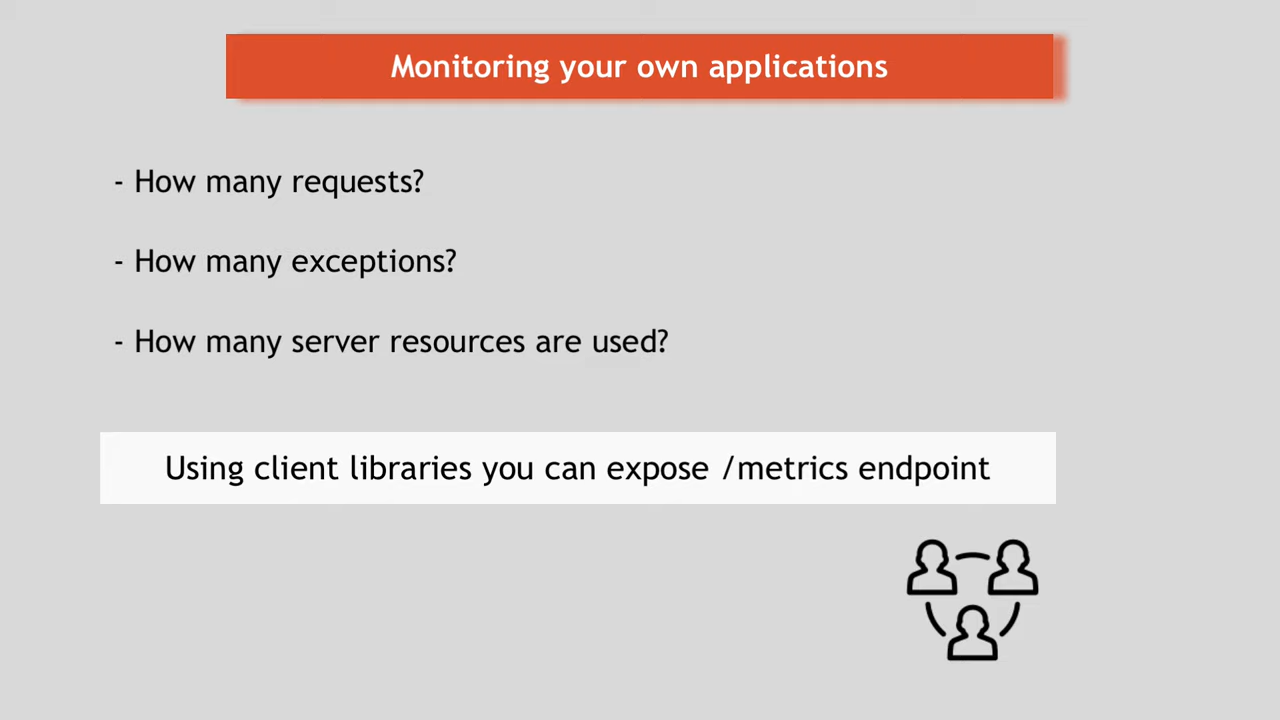 Monitoring your own applications
- How many requests?
- How many exceptions?
- How many server resources are used?
Using client libraries you can expose /metrics endpoint